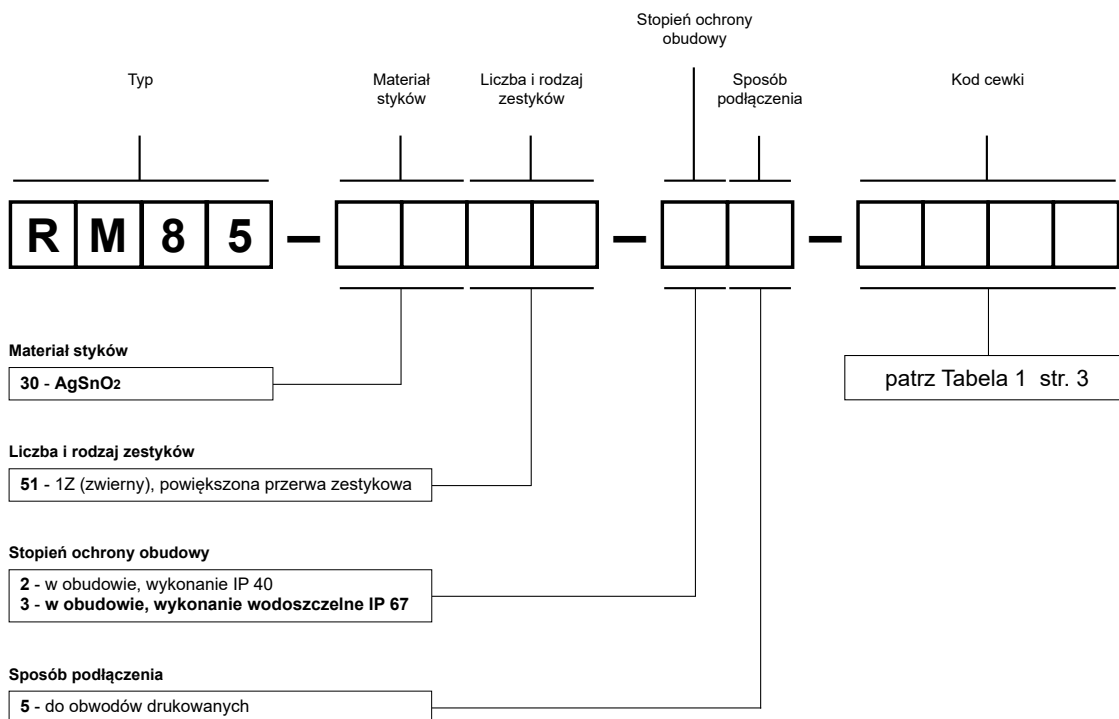 Stopień ochrony
obudowy
Typ
Materiał
styków
Liczba i rodzaj
zestyków
Sposób
podłączenia
Kod cewki
R M 8 5 – – –
Materiał styków
30 - AgSnO2
patrz Tabela 1 str. 3
Liczba i rodzaj zestyków
51 - 1Z (zwierny), powiększona przerwa zestykowa
Stopień ochrony obudowy
2 - w obudowie, wykonanie IP 40
3 - w obudowie, wykonanie wodoszczelne IP 67
Sposób podłączenia
5 - do obwodów drukowanych